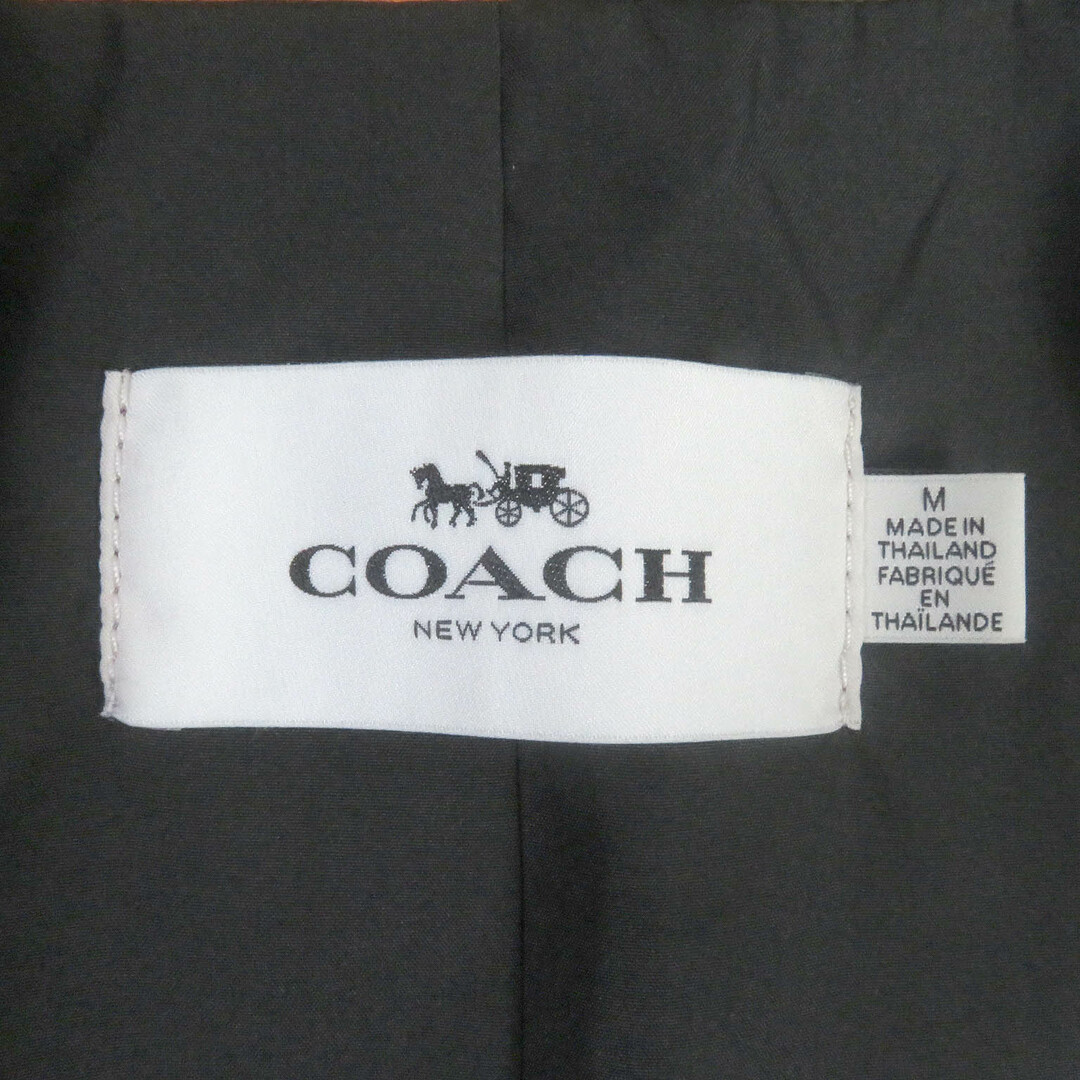 COACH
NEW YORK
M
MADE IN
THAILAND
FABRIQUÉ
EN
THAÏLANDE